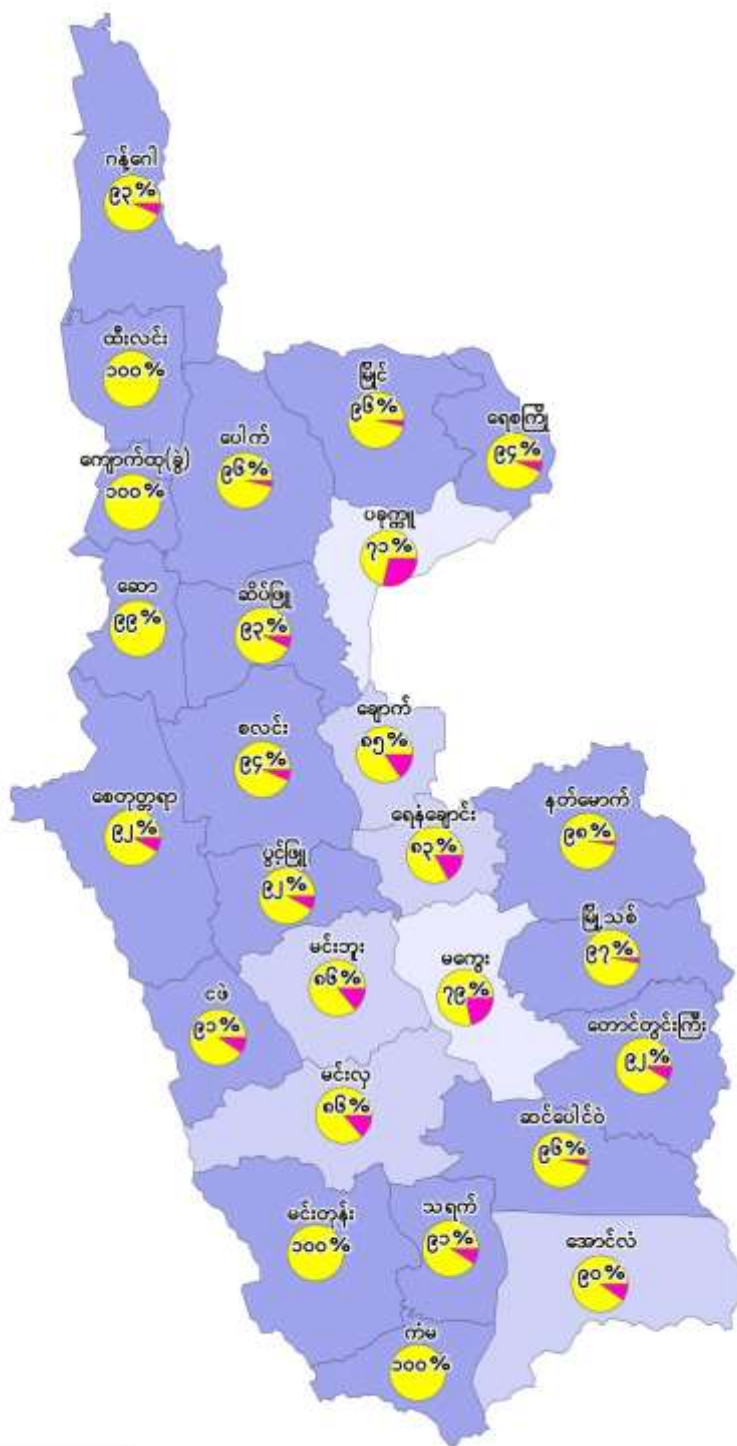 ဂန့်ဂေါ
၉၃%
ထီးလင်း
၁၀၀%
မြိုင်
၉၆%
ရေစကြို
၉၄%
ပေါက်
၉၆%
ကျောက်ထု(ခွဲ)
၁၀၀%
ပခုက္ကူ
၇၁%
ဆော
၉၉%
ဆိပ်ဖြူ
၉၃%
ချောက်
၈၅%
စလင်း
၉၄%
စေတုတ္တရာ
၉၂%
ရေနံချောင်း
၈၃%
နတ်မောက်
၉၈%
ပွင့်ဖြူ
၉၂%
မြို့သစ်
၉၇%
မင်းဘူး
၈၆%
မကွေး
၇၉%
ငဖဲ
၉၁%
တောင်တွင်းကြီး
၉၂%
မင်းလှ
၈၆%
ဆင်ပေါင်ဝဲ
၉၆%
မင်းတုန်း
၁၀၀%
သရက်
၉၁%
အောင်လံ
၉၀%
ကံမ
၁၀၀%